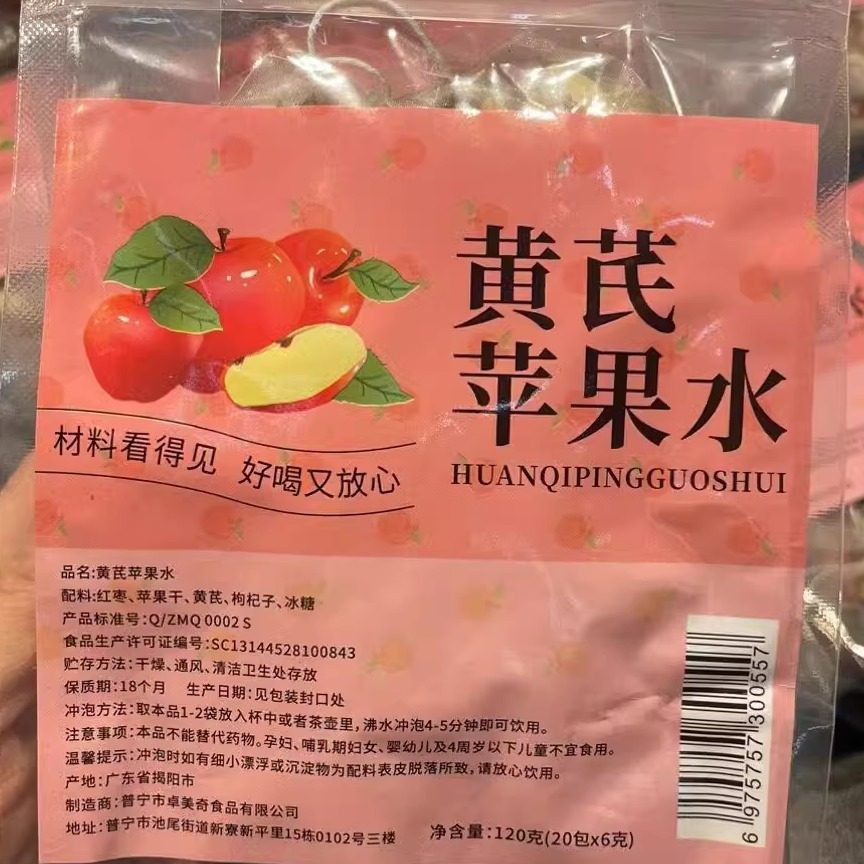 黄芪
苹果水
HUANQIPINGGUOSHUI
材料看得见 好喝又放心
品名:黄芪苹果水
配料:红枣、苹果干、黄芪、枸杞子、冰糖
产品标准号:Q/ZMQ 0002 S
食品生产许可证编号:SC13144528100843
贮存方法:干燥、通风、清洁卫生处存放
保质期:18个月 生产日期:见包装封口处
冲泡方法:取本品1-2袋放入杯中或者茶壶里,沸水冲泡4-5分钟即可饮用。
注意事项:本品不能替代药物。孕妇、哺乳期妇女、婴幼儿及4周岁以下儿童不宜食用。
温馨提示:冲泡时如有细小漂浮或沉淀物为配料表皮脱落所致,请放心饮用。
产地:广东省揭阳市
制造商:普宁市卓美奇食品有限公司
地址:普宁市池尾街道新寮新平里15栋0102号三楼 净含量:120克(20包x6克)
6 975757 300557